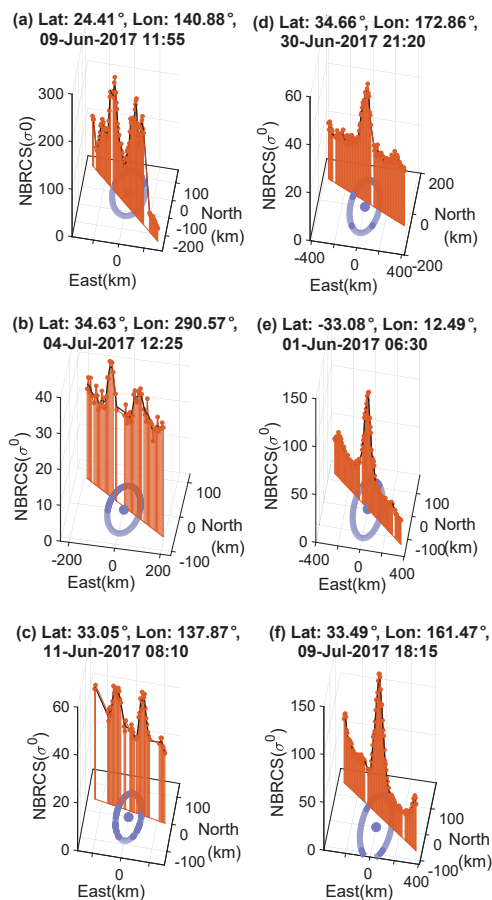 (a) Lat: 24.41°, Lon: 140.88°,
09-Jun-2017 11:55
300
200
100
0
NBRCS(σ0)
0
East(km)
100
0
-100
-200
North
(km)
(b) Lat: 34.63°, Lon: 290.57°,
04-Jul-2017 12:25
40
30
20
10
0
NBRCS(σ^0)
-200
0
200
East(km)
100
0
-100
North
(km)
(c) Lat: 33.05°, Lon: 137.87°,
11-Jun-2017 08:10
60
40
20
0
NBRCS(σ^0)
0
East(km)
100
0
-100
North
(km)
(d) Lat: 34.66°, Lon: 172.86°,
30-Jun-2017 21:20
60
40
20
0
NBRCS(σ^0)
-400
0
400
East(km)
200
0
-200
North
(km)
(e) Lat: -33.08°, Lon: 12.49°,
01-Jun-2017 06:30
150
100
50
0
NBRCS(σ^0)
-400
0
400
East(km)
100
0
-100
North
(km)
(f) Lat: 33.49°, Lon: 161.47°,
09-Jul-2017 18:15
150
100
50
0
NBRCS(σ^0)
0
400
East(km)
100
0
-100
North
(km)